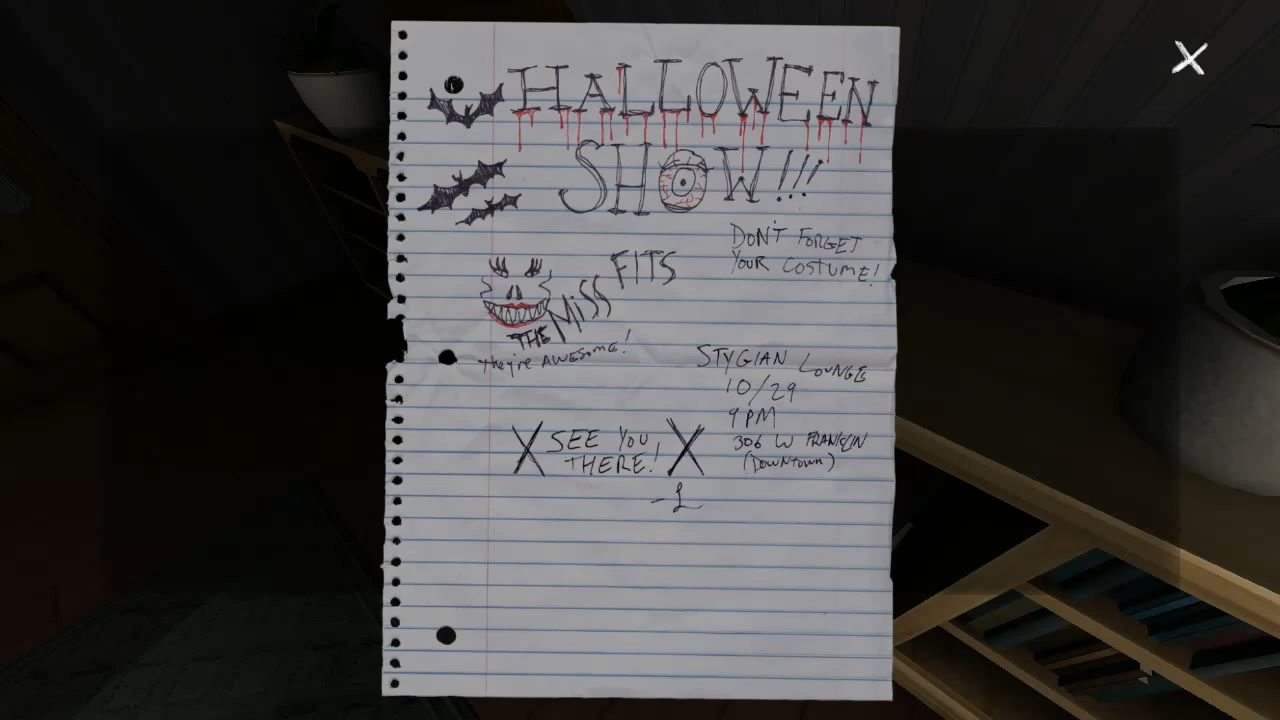 HALLOWEEN
SHOW!!!
DON'T FORGET
YOUR COSTUME!
THE MISS FITS
They're AWESOME!
STYGIAN LOUNGE
10/29
9PM
306 W FRANKLIN
(DOWNTOWN)
X SEE YOU X
THERE!
-L
X